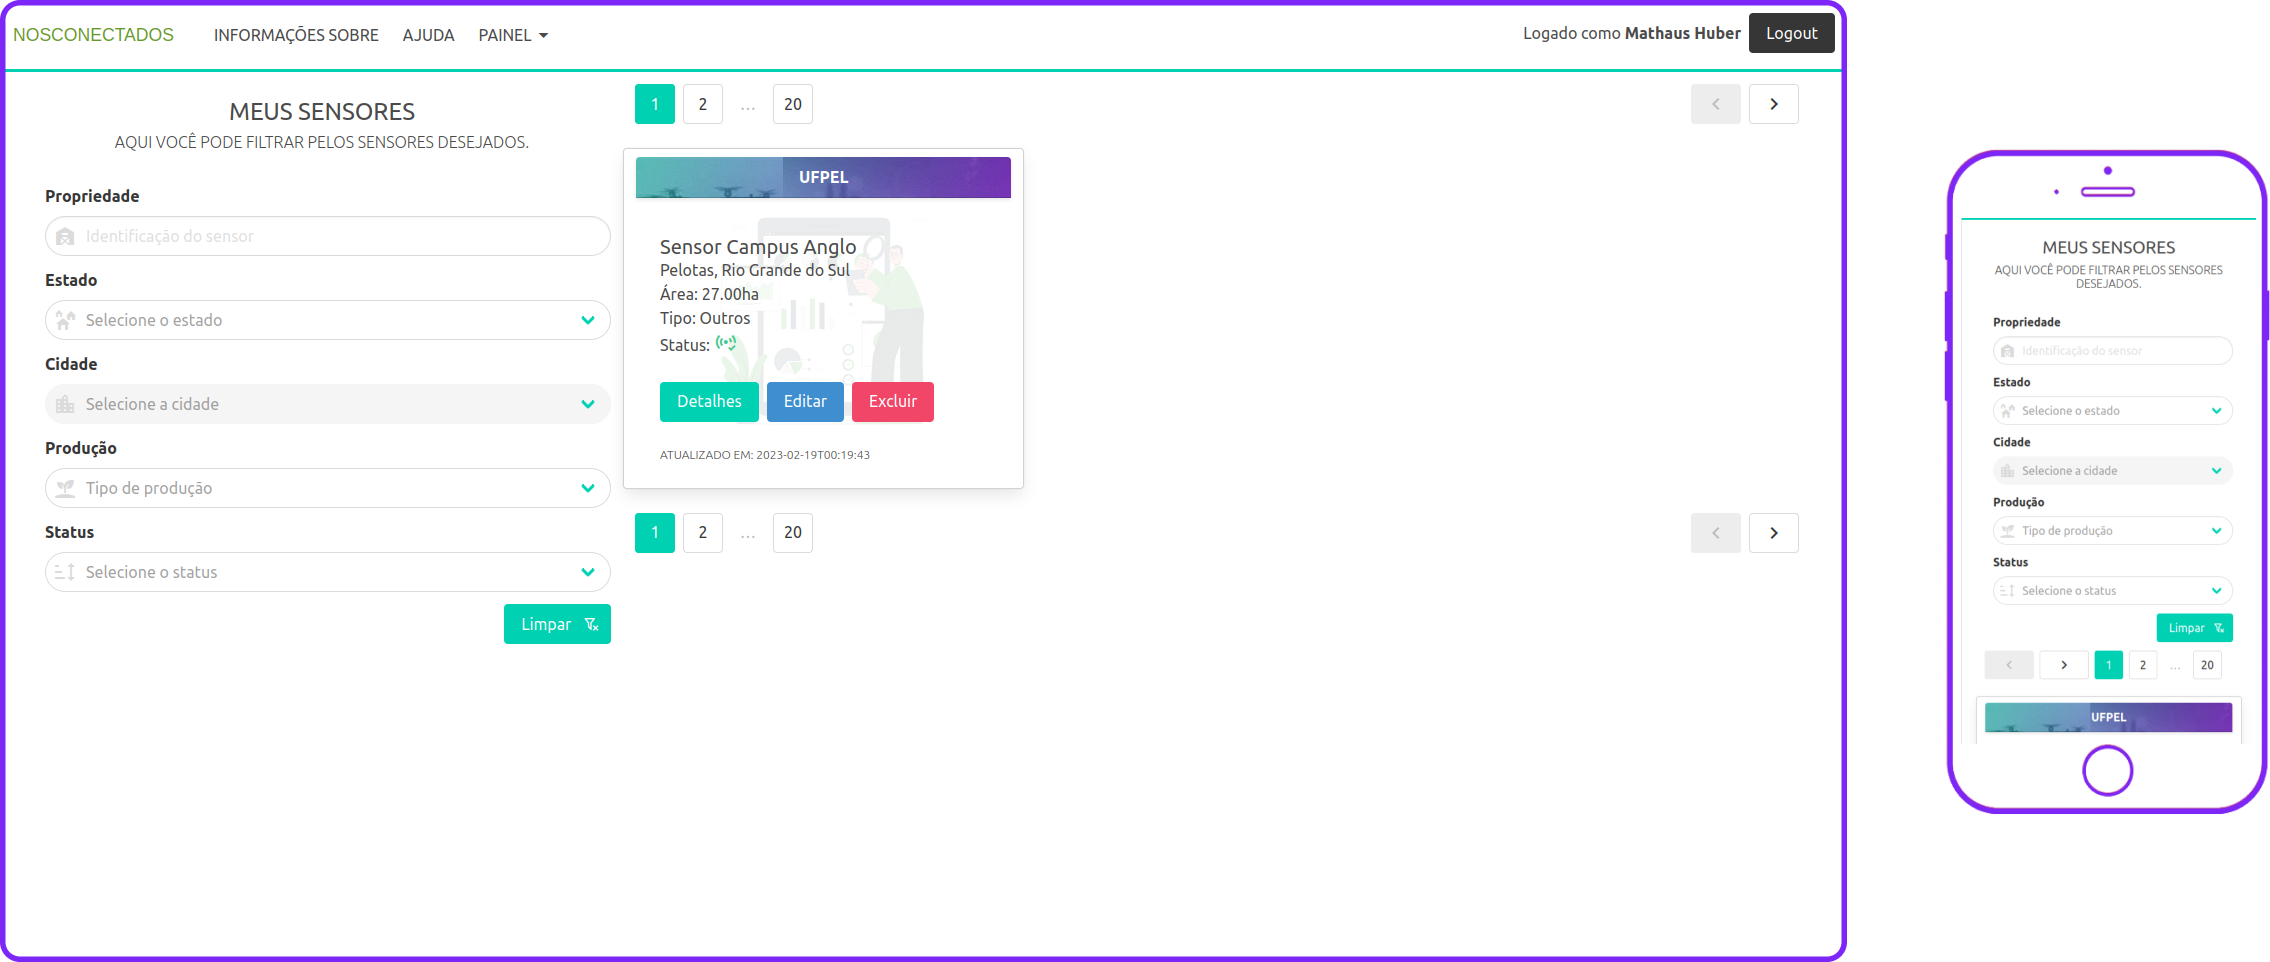 NOSCONECTADOS INFORMAÇÕES SOBRE AJUDA PAINEL Logado como Mathaus Huber Logout
MEUS SENSORES
AQUI VOCÊ PODE FILTRAR PELOS SENSORES DESEJADOS.
Propriedade
Identificação do sensor
Estado
Selecione o estado
Cidade
Selecione a cidade
Produção
Tipo de produção
Status
Selecione o status
Limpar
1 2 ... 20
UFPEL
Sensor Campus Anglo
Pelotas, Rio Grande do Sul
Área: 27.00ha
Tipo: Outros
Status:
Detalhes Editar Excluir
ATUALIZADO EM: 2023-02-19T00:19:43
1 2 ... 20
MEUS SENSORES
AQUI VOCÊ PODE FILTRAR PELOS SENSORES
DESEJADOS.
Propriedade
Identificação do sensor
Estado
Selecione o estado
Cidade
Selecione a cidade
Produção
Tipo de produção
Status
Selecione o status
Limpar
1 2 ... 20
UFPEL